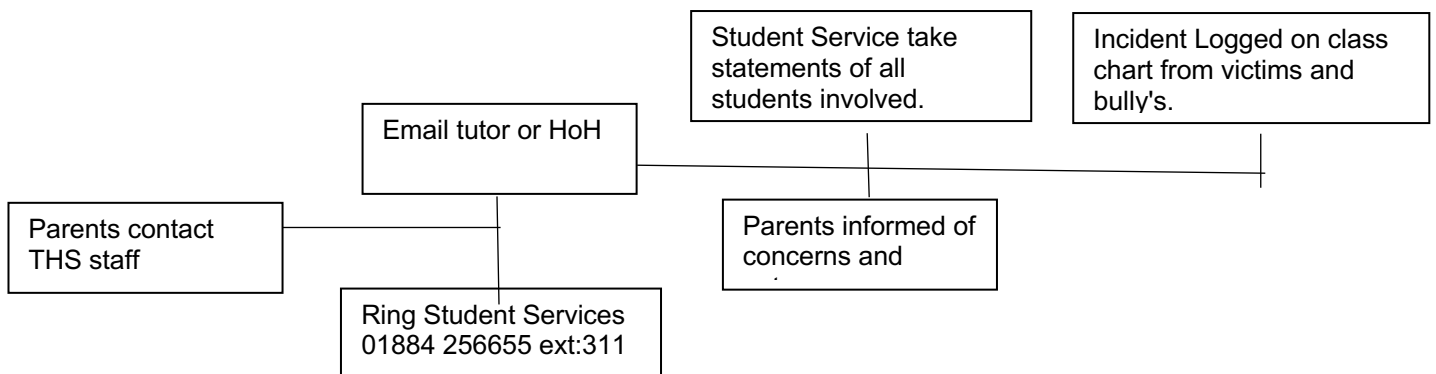 Parents contact
THS staff
Email tutor or HoH
Ring Student Services
01884 256655 ext:311
Student Service take
statements of all
students involved.
Parents informed of
concerns and
Incident Logged on class
chart from victims and
bully's.